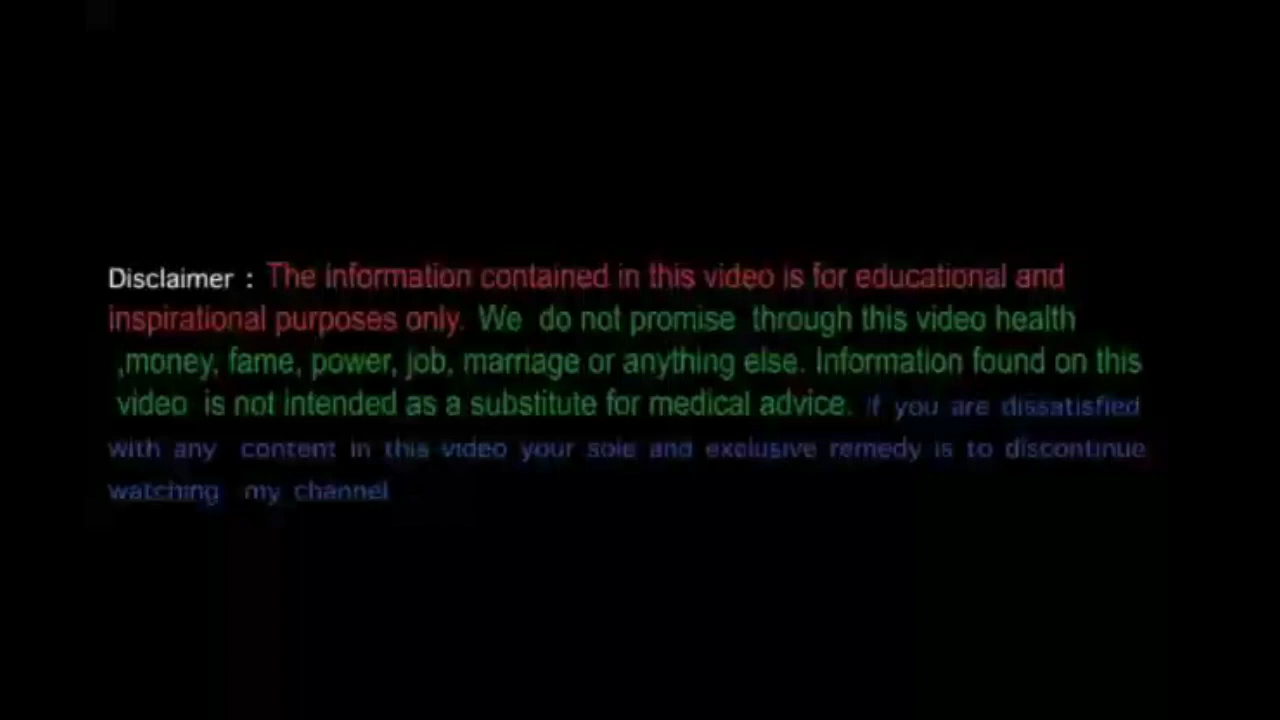 Disclaimer : The information contained in this video is for educational and
inspirational purposes only. We do not promise through this video health
,money, fame, power, job, marriage or anything else. Information found on this
video is not intended as a substitute for medical advice. if you are dissatisfied
with any content in this video your sole and exclusive remedy is to discontinue
watching my channel